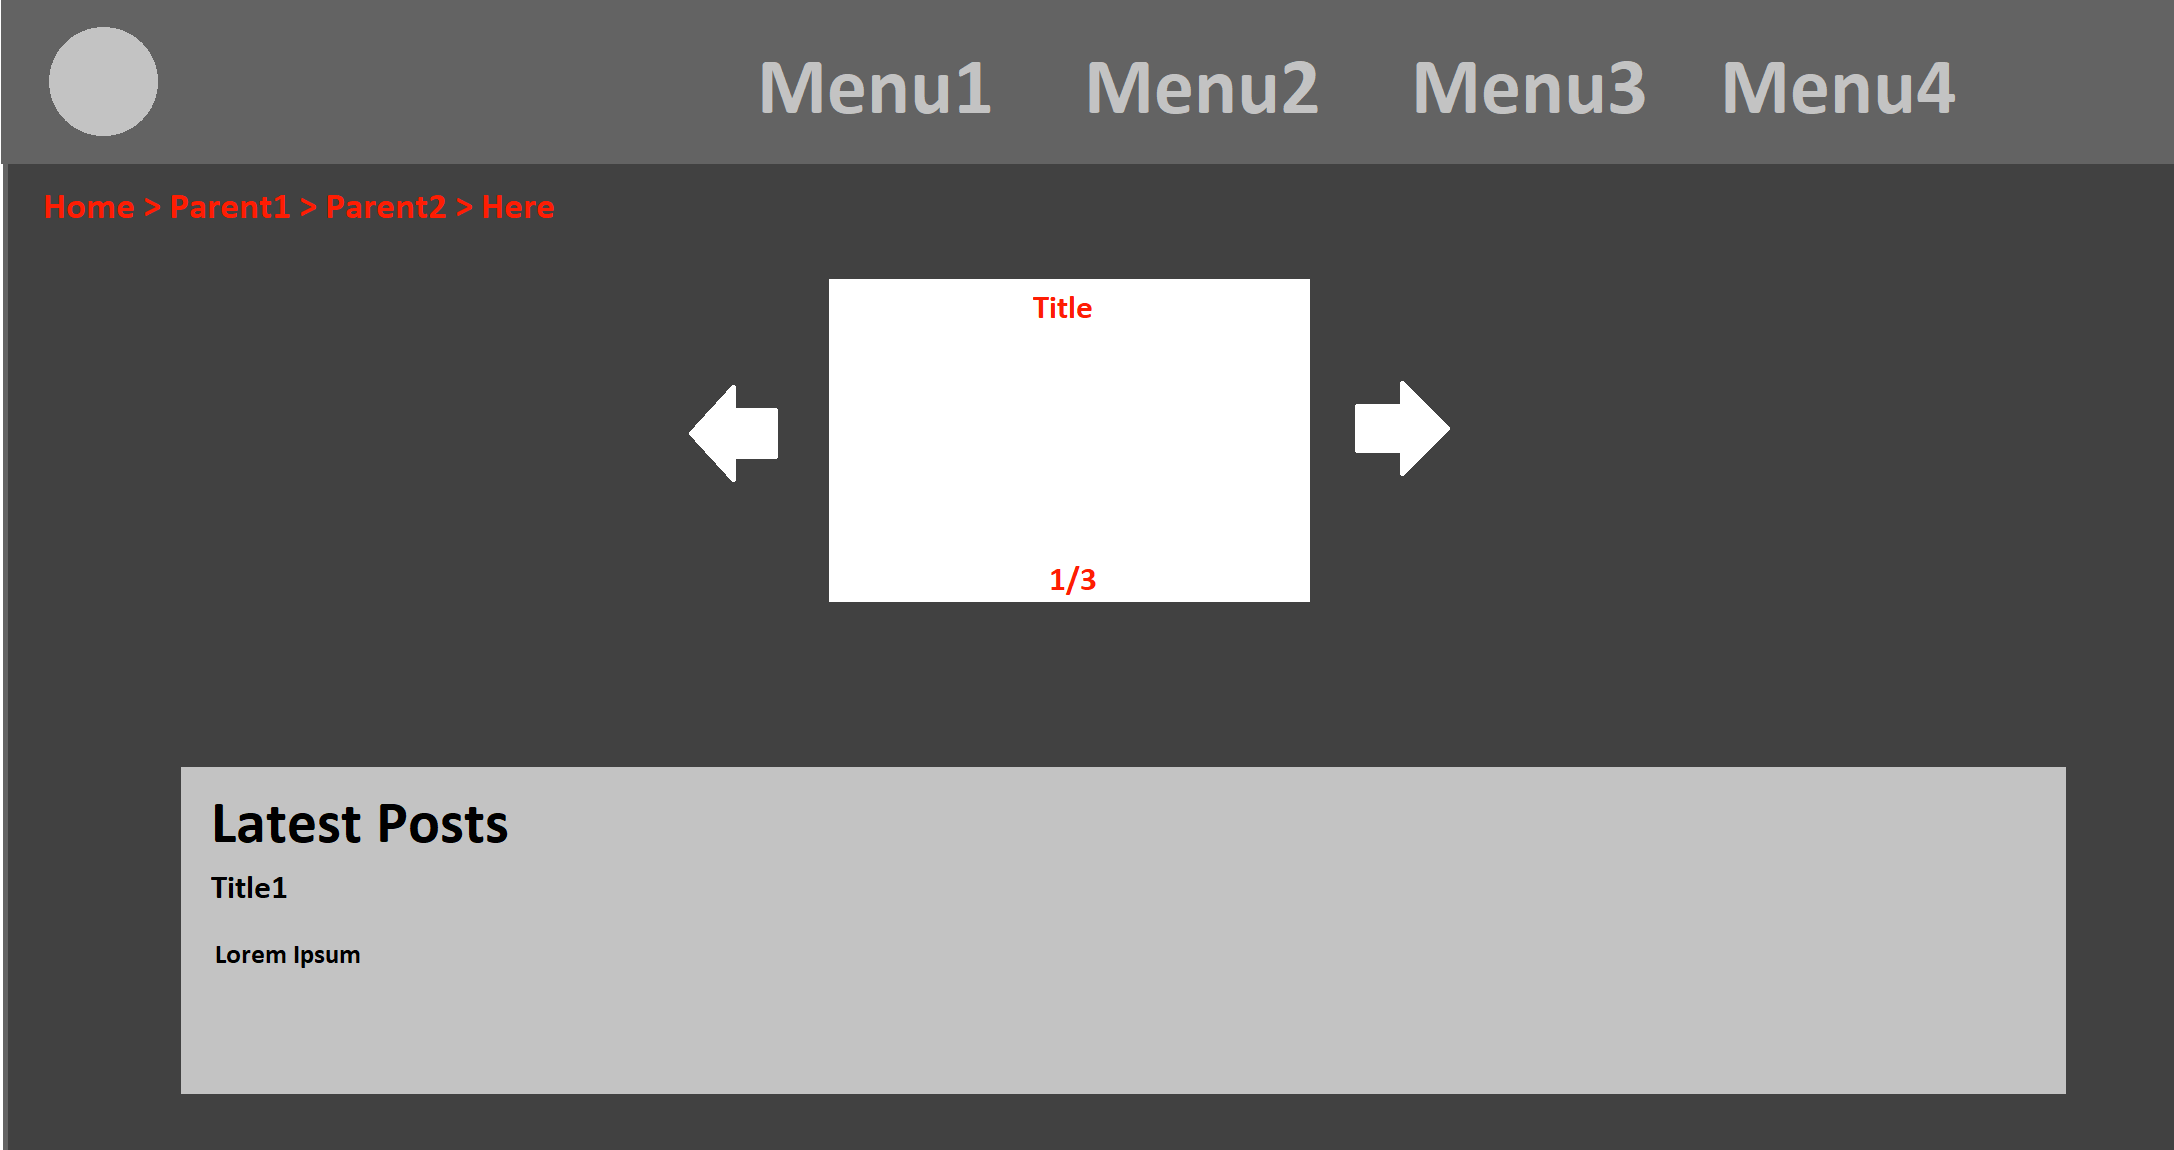 Menu1 Menu2 Menu3 Menu4
Home > Parent1 > Parent2 > Here
Title
1/3
Latest Posts
Title1
Lorem Ipsum